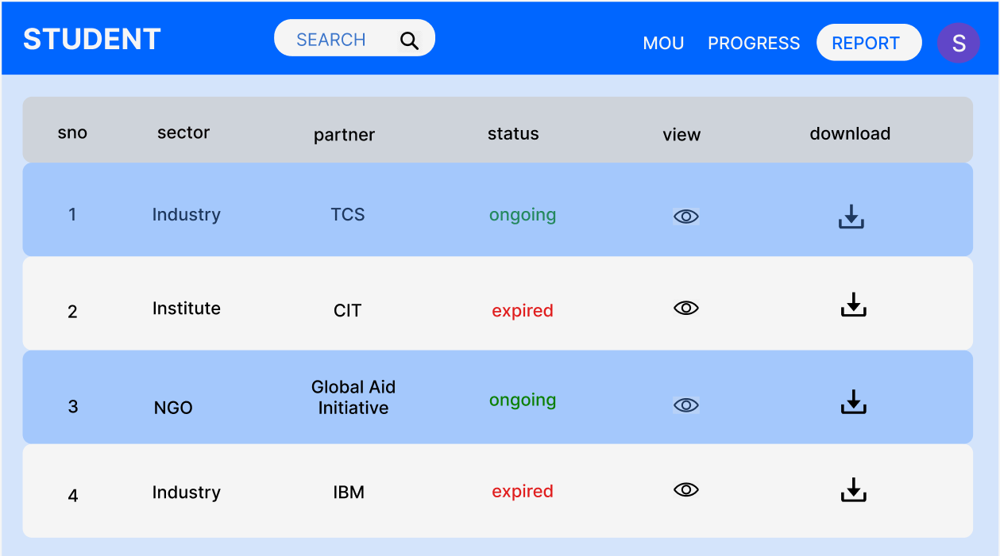 STUDENT SEARCH MOU PROGRESS REPORT S
sno sector partner status view download
1 Industry TCS ongoing
2 Institute CIT expired
3 NGO Global Aid Initiative ongoing
4 Industry IBM expired